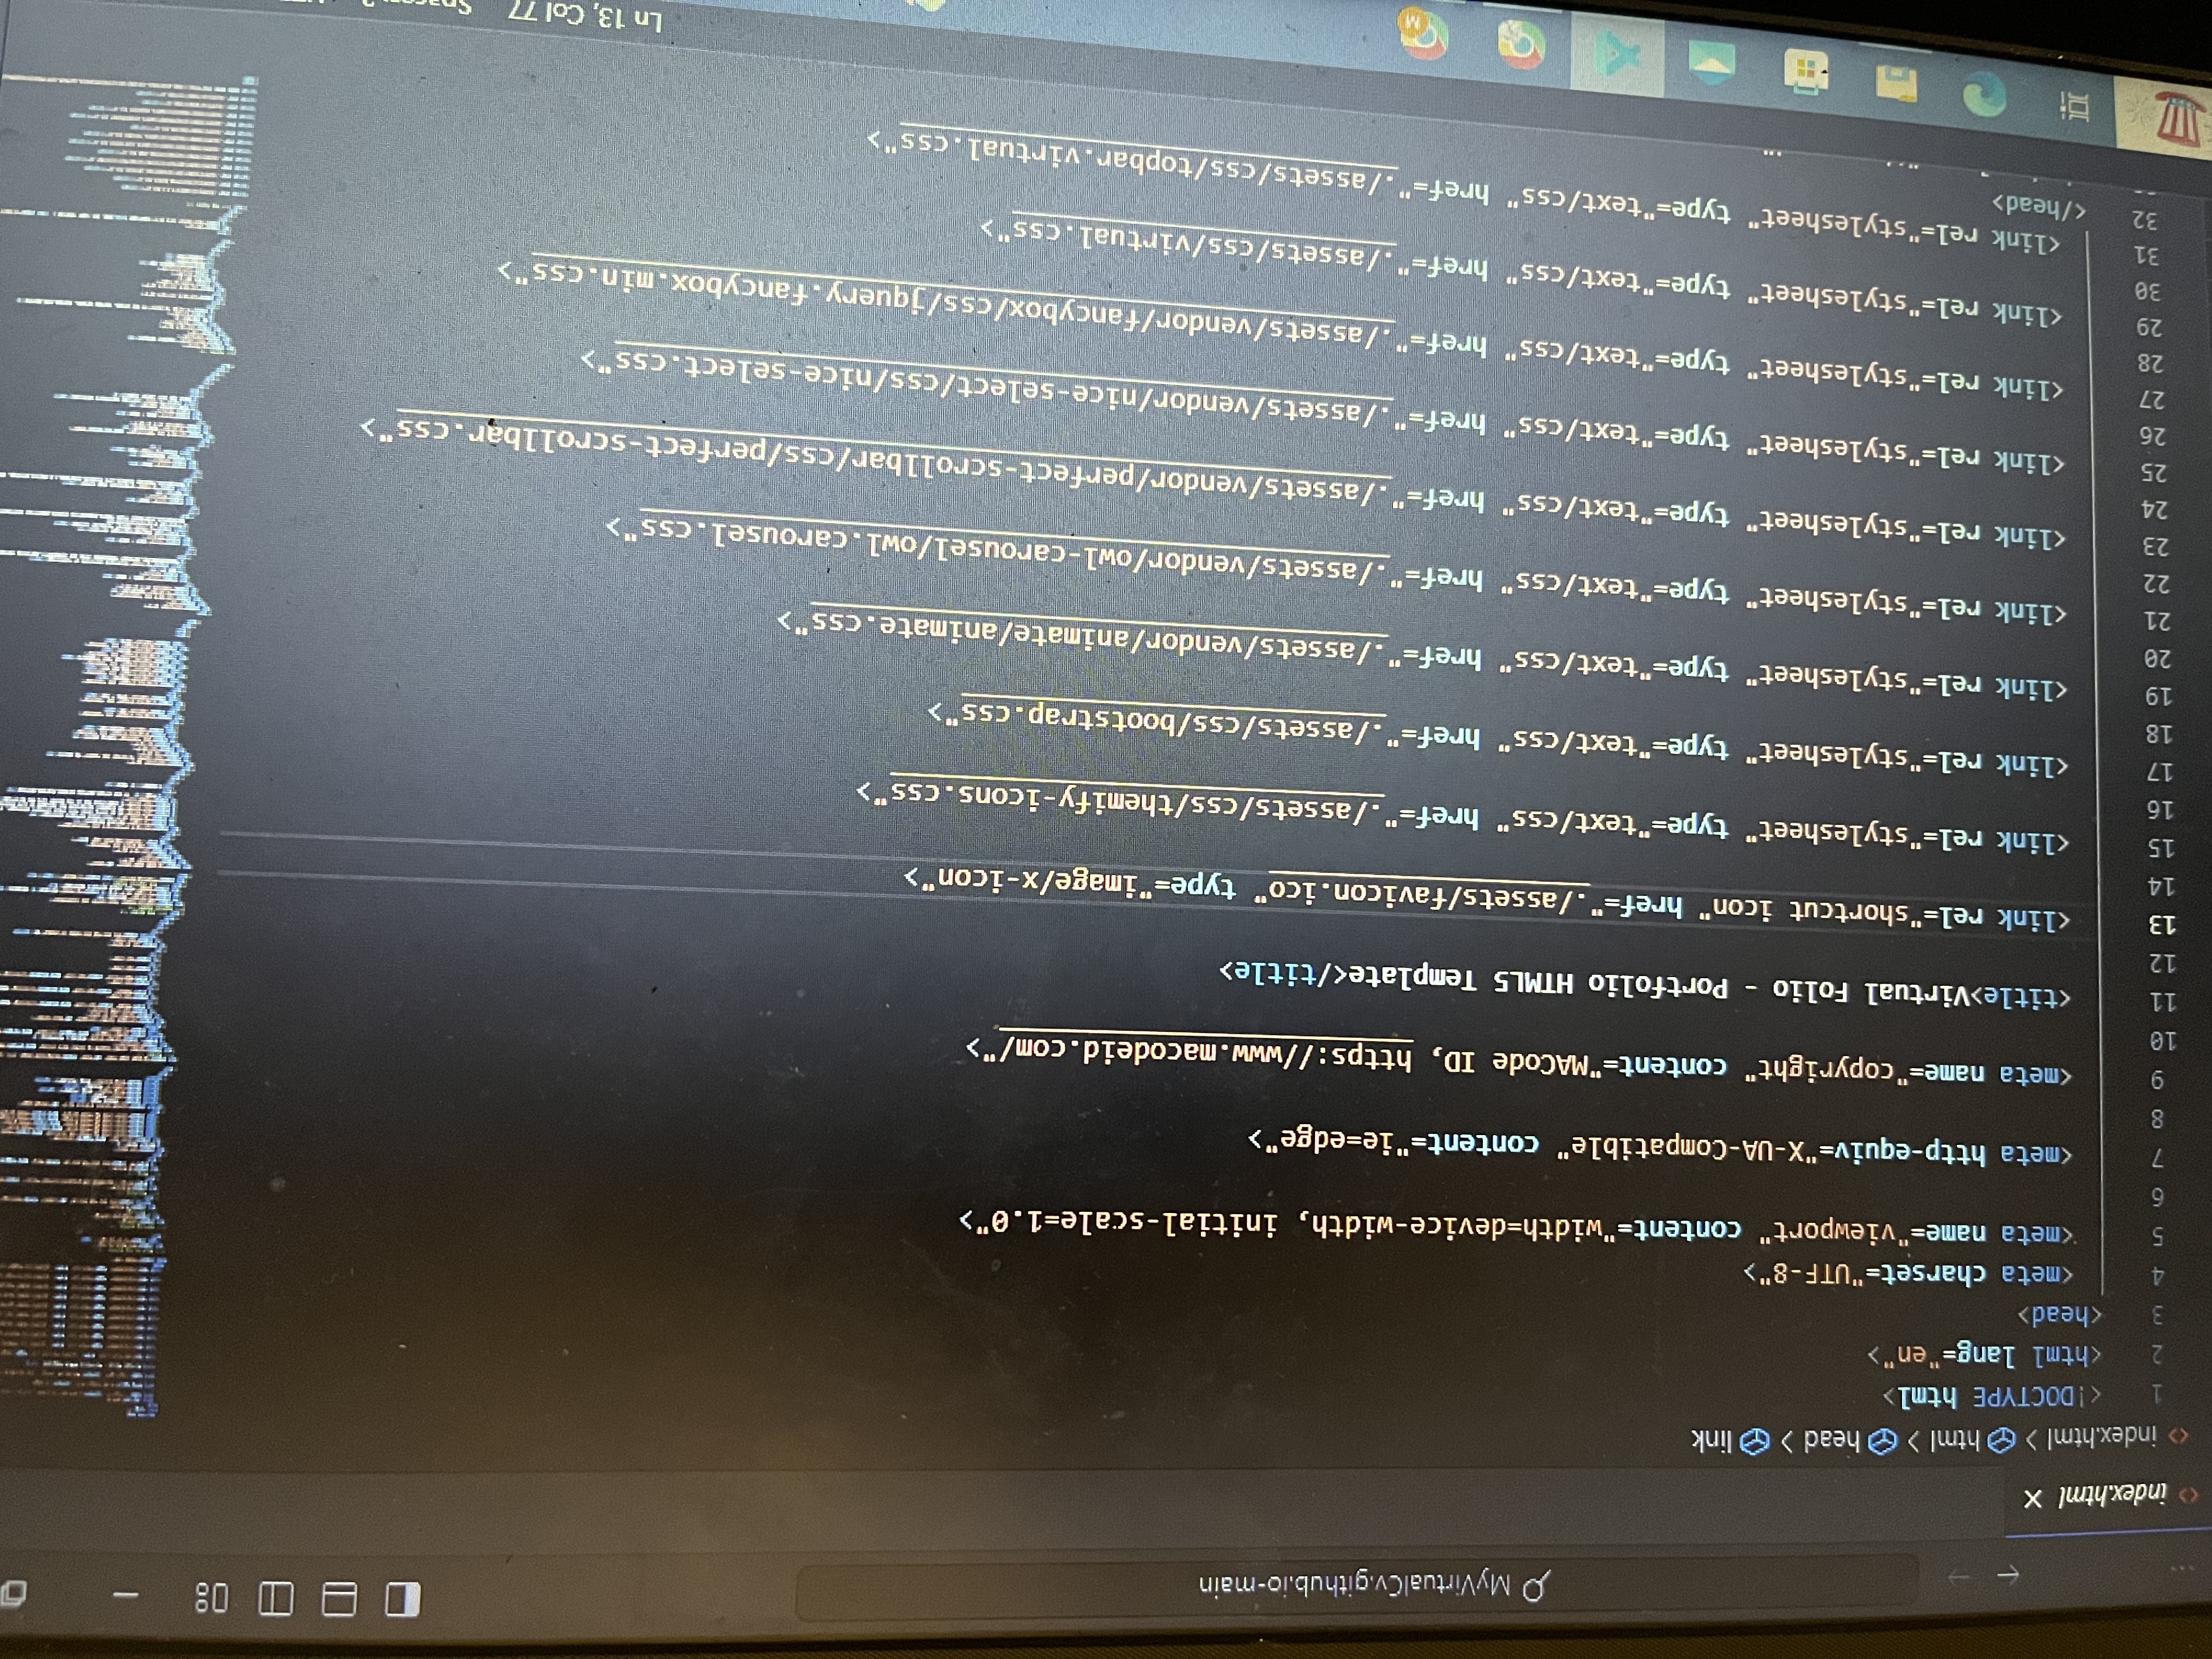 MyVirtualCv.github.io-main
index.html
index.html > html > head > link
1 <!DOCTYPE html>
2 <html lang="en">
3 <head>
4 <meta charset="UTF-8">
5 <meta name="viewport" content="width=device-width, initial-scale=1.0">
6
7 <meta http-equiv="X-UA-Compatible" content="ie=edge">
8
9 <meta name="copyright" content="MACode ID, https://www.macodeid.com/">
10
11 <title>Virtual Folio - Portfolio HTML5 Template</title>
12
13 <link rel="shortcut icon" href="./assets/favicon.ico" type="image/x-icon">
14
15 <link rel="stylesheet" type="text/css" href="./assets/css/themify-icons.css">
16
17 <link rel="stylesheet" type="text/css" href="./assets/css/bootstrap.css">
18
19 <link rel="stylesheet" type="text/css" href="./assets/vendor/animate/animate.css">
20
21 <link rel="stylesheet" type="text/css" href="./assets/vendor/owl-carousel/owl.carousel.css">
22
23 <link rel="stylesheet" type="text/css" href="./assets/vendor/perfect-scrollbar/css/perfect-scrollbar.css">
24
25 <link rel="stylesheet" type="text/css" href="./assets/vendor/nice-select/css/nice-select.css">
26
27 <link rel="stylesheet" type="text/css" href="./assets/vendor/fancybox/css/jquery.fancybox.min.css">
28
29 <link rel="stylesheet" type="text/css" href="./assets/css/virtual.css">
30
31 <link rel="stylesheet" type="text/css" href="./assets/css/topbar.virtual.css">
32 </head>
M
Ln 13, Col 77